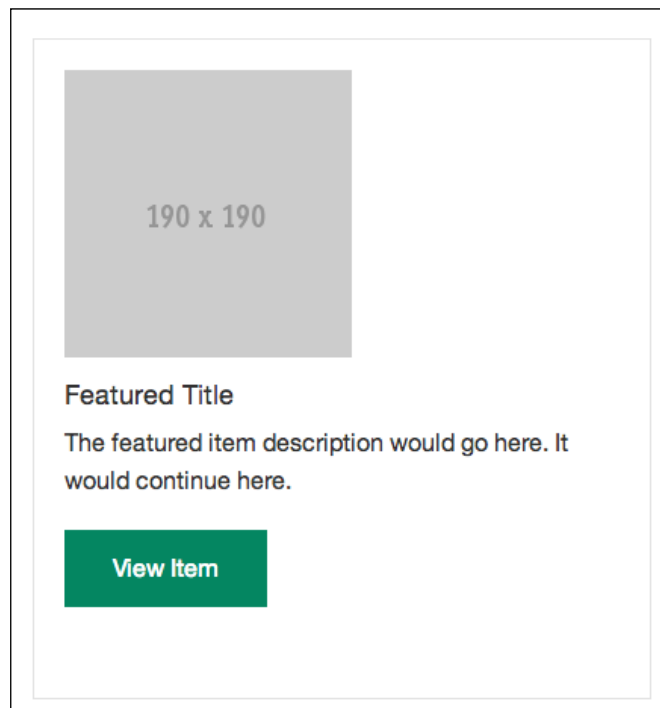 190 x 190
Featured Title
The featured item description would go here. It
would continue here.
View Item